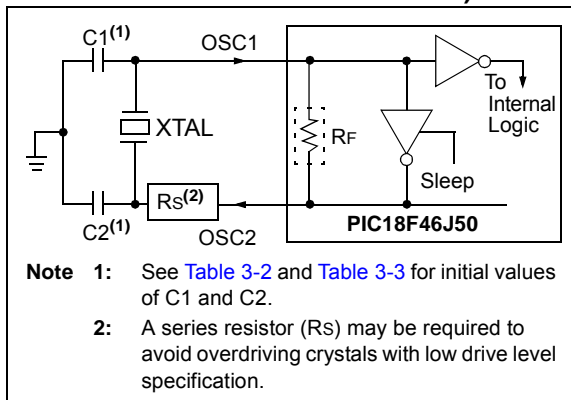 C1(1)
OSC1
To
Internal
Logic
XTAL
RF
Sleep
RS(2)
C2(1)
OSC2
PIC18F46J50
Note 1: See Table 3-2 and Table 3-3 for initial values
of C1 and C2.
2: A series resistor (RS) may be required to
avoid overdriving crystals with low drive level
specification.